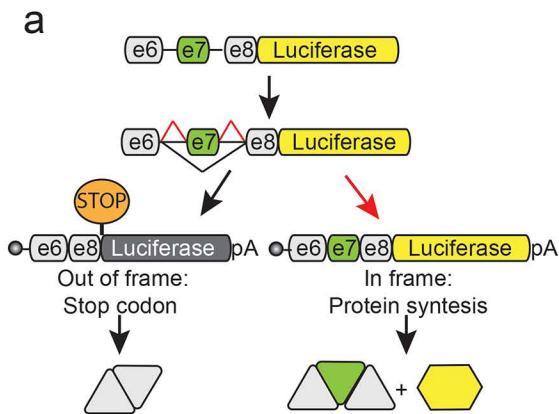 a
e6 e7 e8 Luciferase
e6 e7 e8 Luciferase
STOP
e6 e8 Luciferase pA
e6 e7 e8 Luciferase pA
Out of frame:
Stop codon
In frame:
Protein syntesis
+